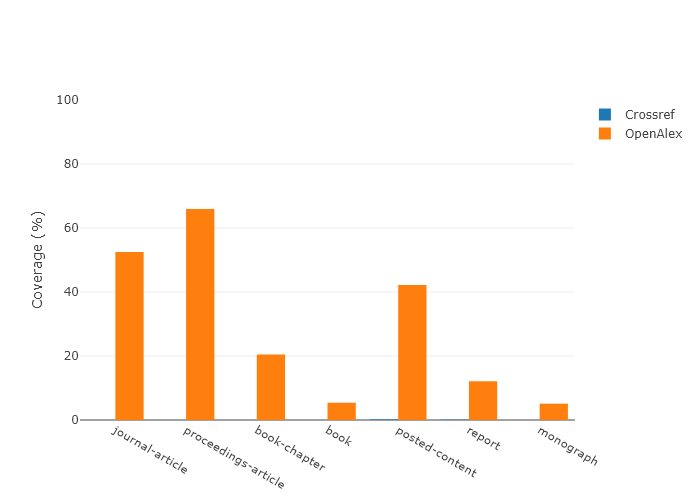 100
80
60
40
20
0
Coverage (%)
journal-article
proceedings-article
book-chapter
book
posted-content
report
monograph
Crossref
OpenAlex